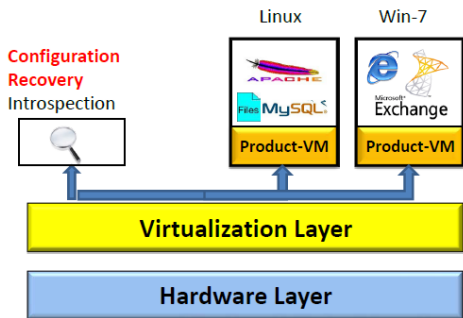 Linux
Win-7
Configuration
Recovery
Introspection
APACHE
Files MySQL
Microsoft
Exchange
Product-VM
Product-VM
Virtualization Layer
Hardware Layer